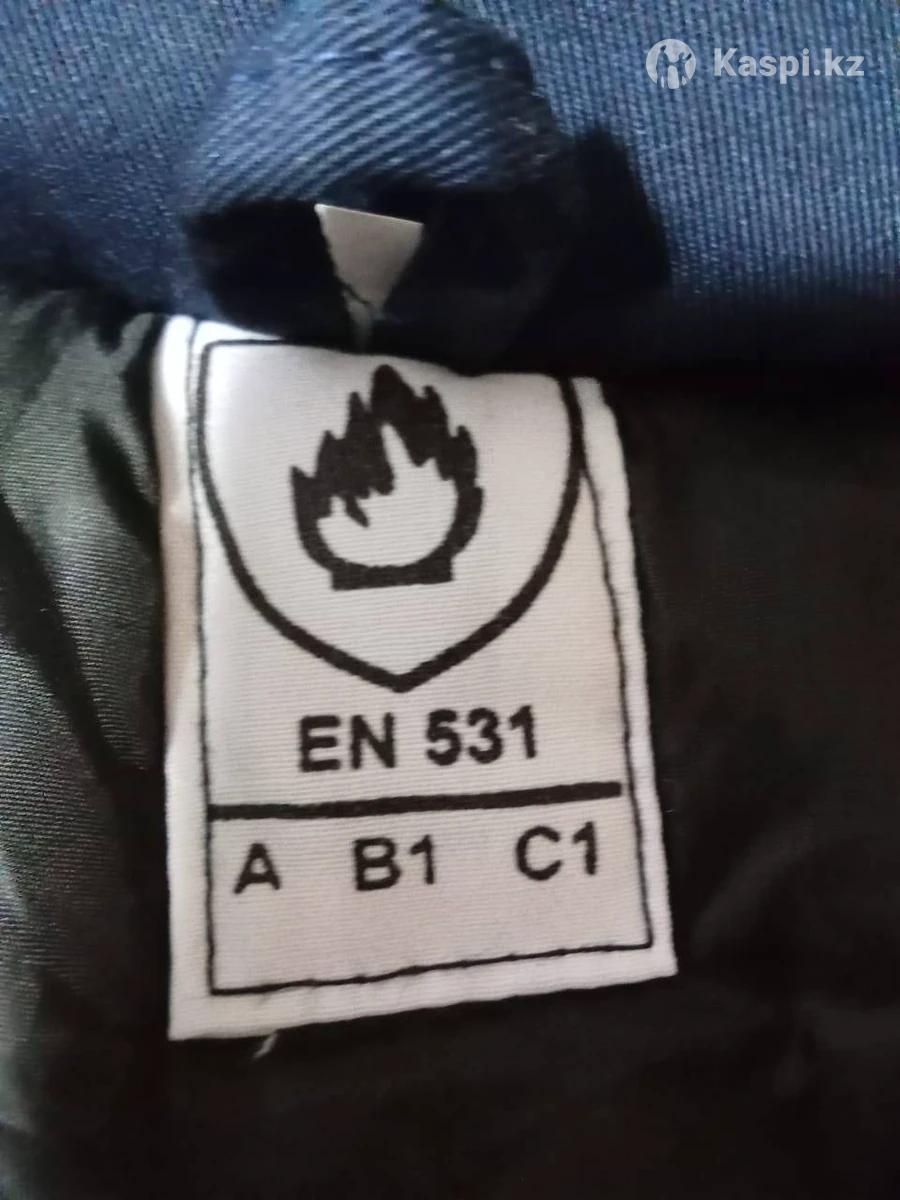 Kaspi.kz
EN 531
A B1 C1